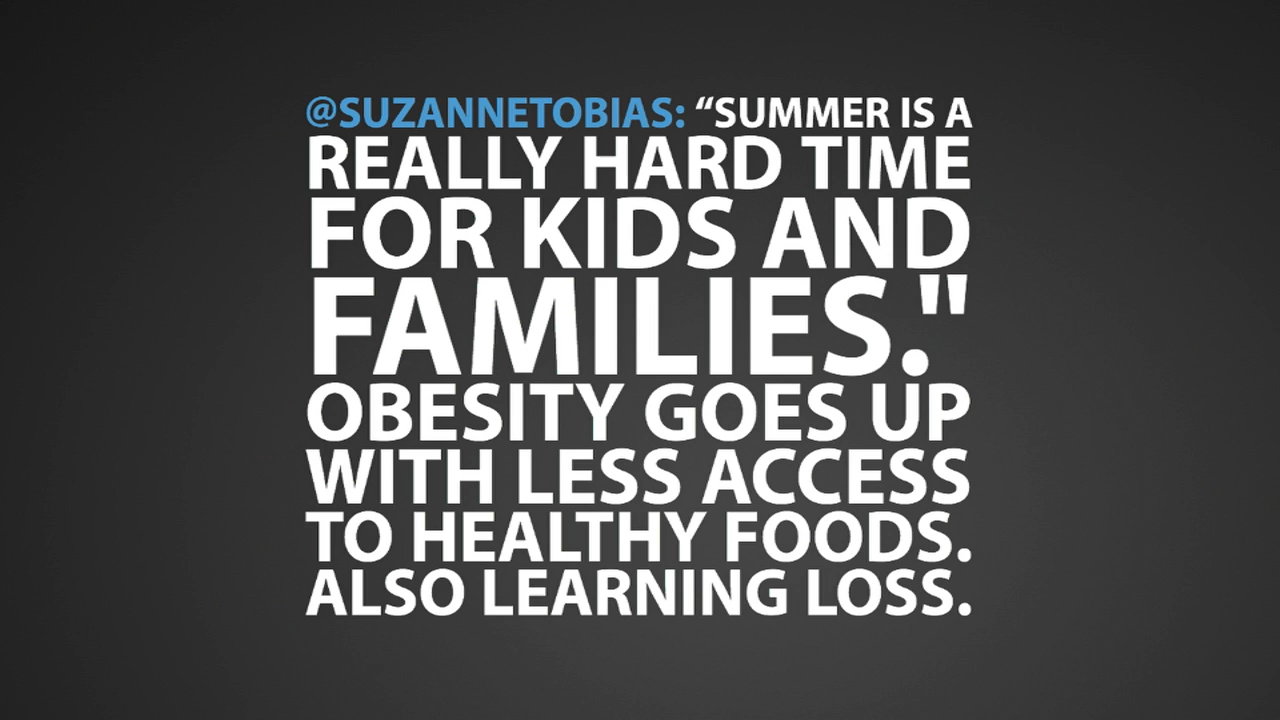 @SUZANNETOBIAS: “SUMMER IS A
REALLY HARD TIME
FOR KIDS AND
FAMILIES."
OBESITY GOES UP
WITH LESS ACCESS
TO HEALTHY FOODS.
ALSO LEARNING LOSS.